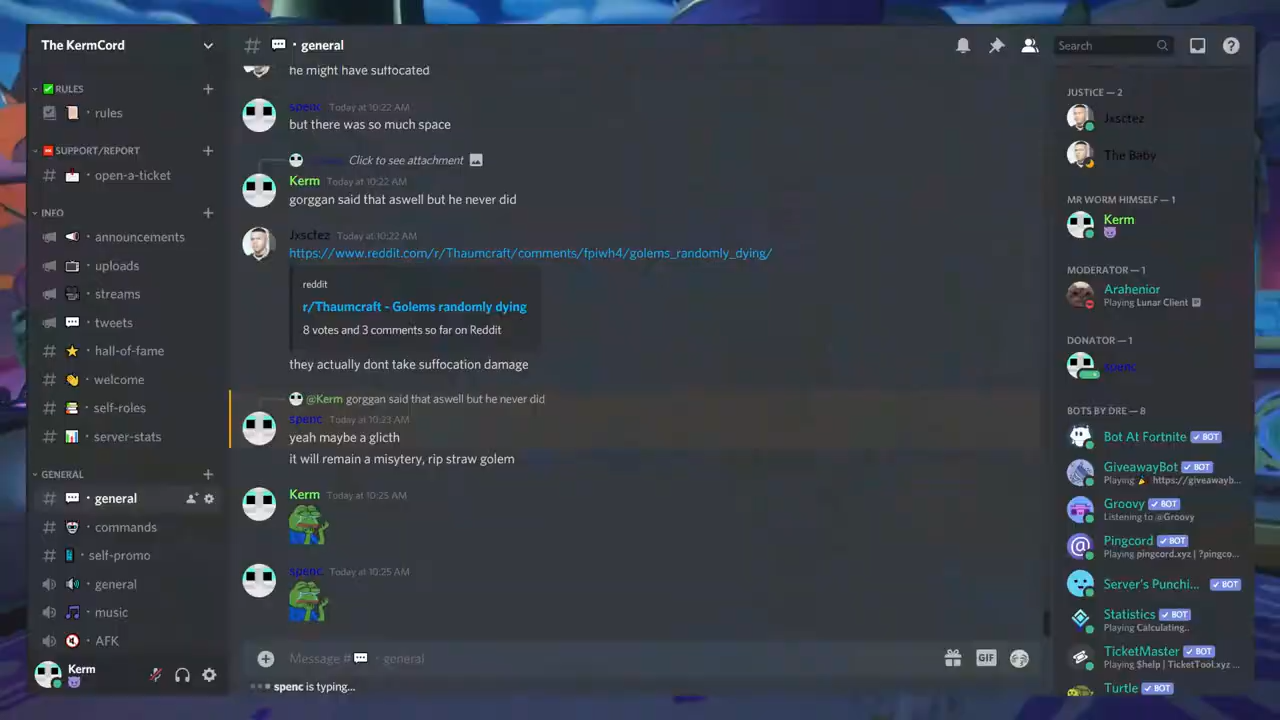 The KermCord
RULES
· rules
SUPPORT/REPORT
· open-a-ticket
INFO
· announcements
· uploads
· streams
· tweets
· hall-of-fame
· welcome
· self-roles
· server-stats
GENERAL
· general
· commands
· self-promo
· general
· music
· AFK
Kerm
# · general
Search
he might have suffocated
spenc Today at 10:22 AM
but there was so much space
Click to see attachment
Kerm Today at 10:22 AM
gorggan said that aswell but he never did
Jxsctez Today at 10:22 AM
https://www.reddit.com/r/Thaumcraft/comments/fpiwh4/golems_randomly_dying/
reddit
r/Thaumcraft - Golems randomly dying
8 votes and 3 comments so far on Reddit
they actually dont take suffocation damage
@Kerm gorggan said that aswell but he never did
spenc Today at 10:23 AM
yeah maybe a glicth
it will remain a misytery, rip straw golem
Kerm Today at 10:25 AM
spenc Today at 10:25 AM
Message # · general
GIF
spenc is typing...
JUSTICE — 2
Jxsctez
The Baby
MR WORM HIMSELF — 1
Kerm
MODERATOR — 1
Arahenior
Playing Lunar Client
DONATOR — 1
spenc
BOTS BY DRE — 8
Bot At Fortnite BOT
GiveawayBot BOT
Playing https://giveawayb...
Groovy BOT
Listening to @Groovy
Pingcord BOT
Playing pingcord.xyz | ?pingco...
Server's Punchi... BOT
Statistics BOT
Playing Calculating..
TicketMaster BOT
Playing $help | TicketTool.xyz ...
Turtle BOT